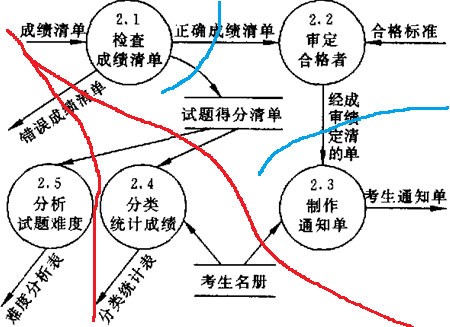 成绩清单
2.1
检查
成绩清单
正确成绩清单
2.2
审定
合格者
合格标准
错误成绩清单
试题得分清单
经成
审绩
定清
的单
2.5
分析
试题难度
2.4
分类
统计成绩
2.3
制作
通知单
考生通知单
难度分析表
分类统计表
考生名册